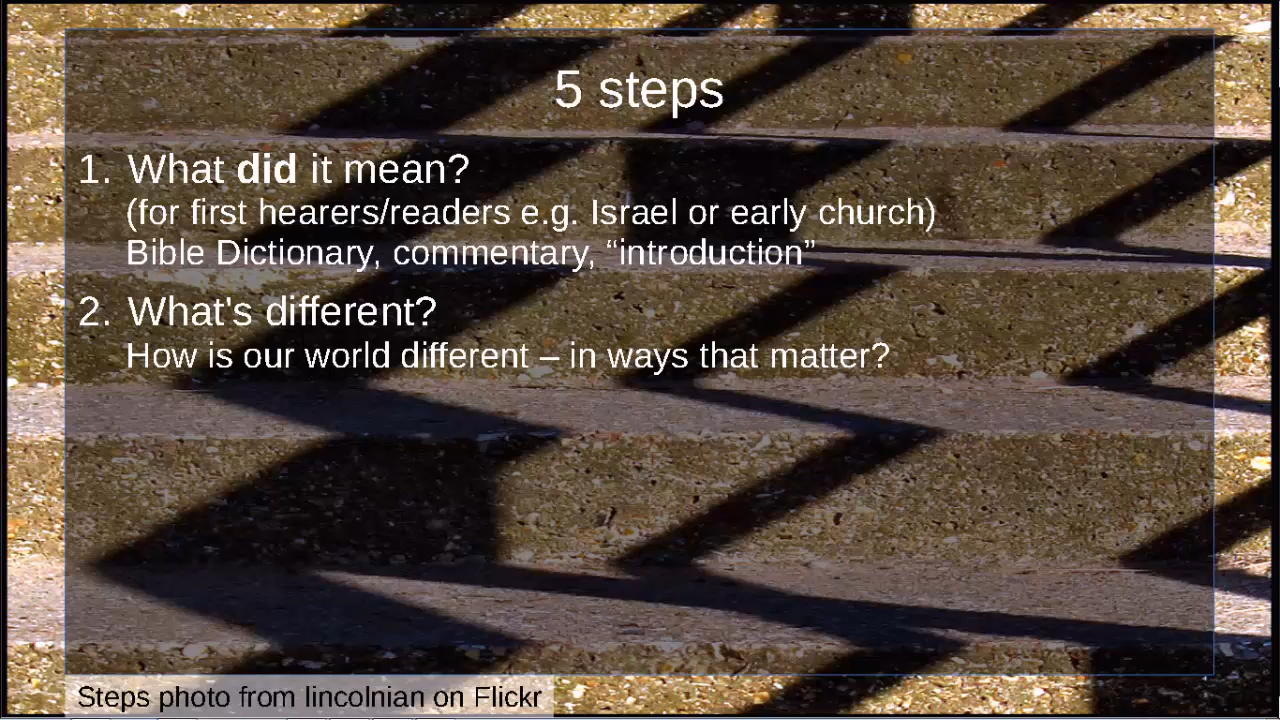 5 steps
1. What did it mean?
(for first hearers/readers e.g. Israel or early church)
Bible Dictionary, commentary, “introduction”
2. What's different?
How is our world different – in ways that matter?
Steps photo from lincolnian on Flickr